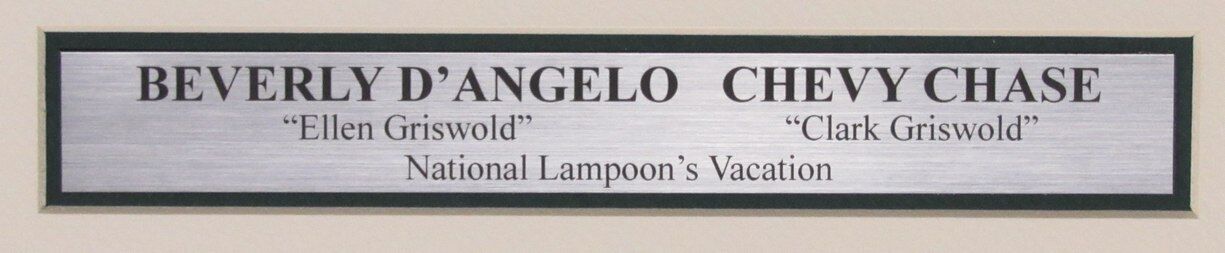 BEVERLY D’ANGELO CHEVY CHASE
“Ellen Griswold” “Clark Griswold”
National Lampoon’s Vacation